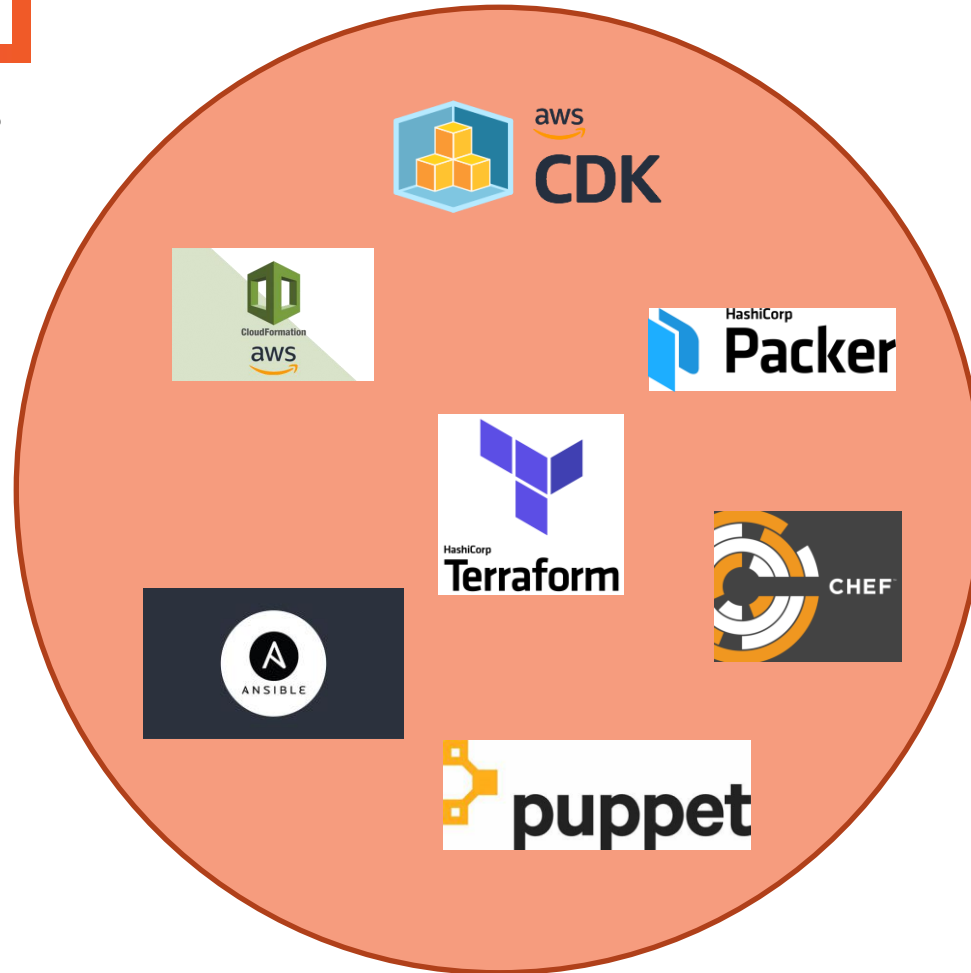 aws
CDK
CloudFormation
aws
HashiCorp
Packer
HashiCorp
Terraform
CHEF
ANSIBLE
puppet